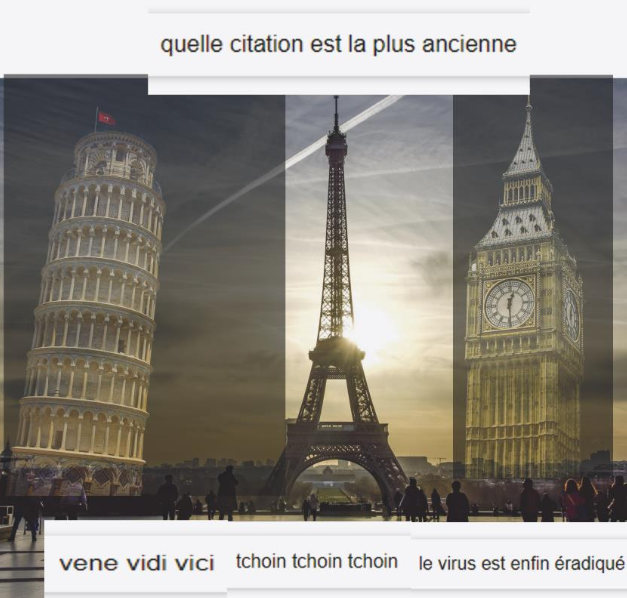 quelle citation est la plus ancienne
vene vidi vici tchoin tchoin tchoin le virus est enfin éradiqué